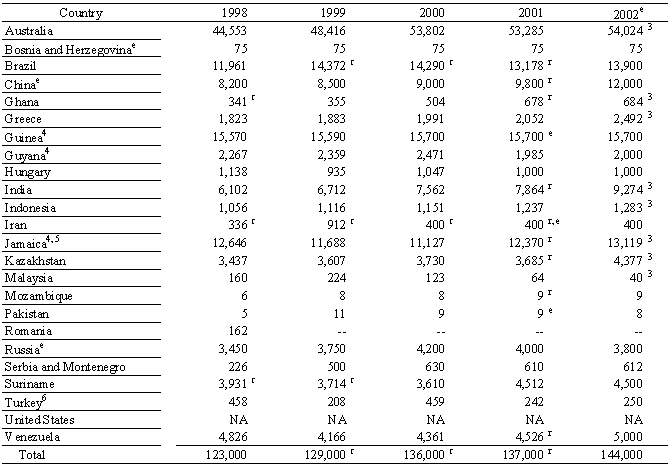 Country 1998 1999 2000 2001 2002e
Australia 44,553 48,416 53,802 53,285 54,024 3
Bosnia and Herzegovinae 75 75 75 75 75
Brazil 11,961 14,372 r 14,290 r 13,178 r 13,900
Chinae 8,200 8,500 9,000 9,800 r 12,000
Ghana 341 r 355 504 678 r 684 3
Greece 1,823 1,883 1,991 2,052 2,492 3
Guinea4 15,570 15,590 15,700 15,700 e 15,700
Guyana4 2,267 2,359 2,471 1,985 2,000
Hungary 1,138 935 1,047 1,000 1,000
India 6,102 6,712 7,562 7,864 r 9,274 3
Indonesia 1,056 1,116 1,151 1,237 1,283 3
Iran 336 r 912 r 400 r 400 r, e 400
Jamaica4, 5 12,646 11,688 11,127 12,370 r 13,119 3
Kazakhstan 3,437 3,607 3,730 3,685 r 4,377 3
Malaysia 160 224 123 64 40 3
Mozambique 6 8 8 9 r 9
Pakistan 5 11 9 9 e 8
Romania 162 -- -- -- --
Russiae 3,450 3,750 4,200 4,000 3,800
Serbia and Montenegro 226 500 630 610 612
Suriname 3,931 r 3,714 r 3,610 4,512 4,500
Turkey6 458 208 459 242 250
United States NA NA NA NA NA
Venezuela 4,826 4,166 4,361 4,526 r 5,000
Total 123,000 129,000 r 136,000 r 137,000 r 144,000